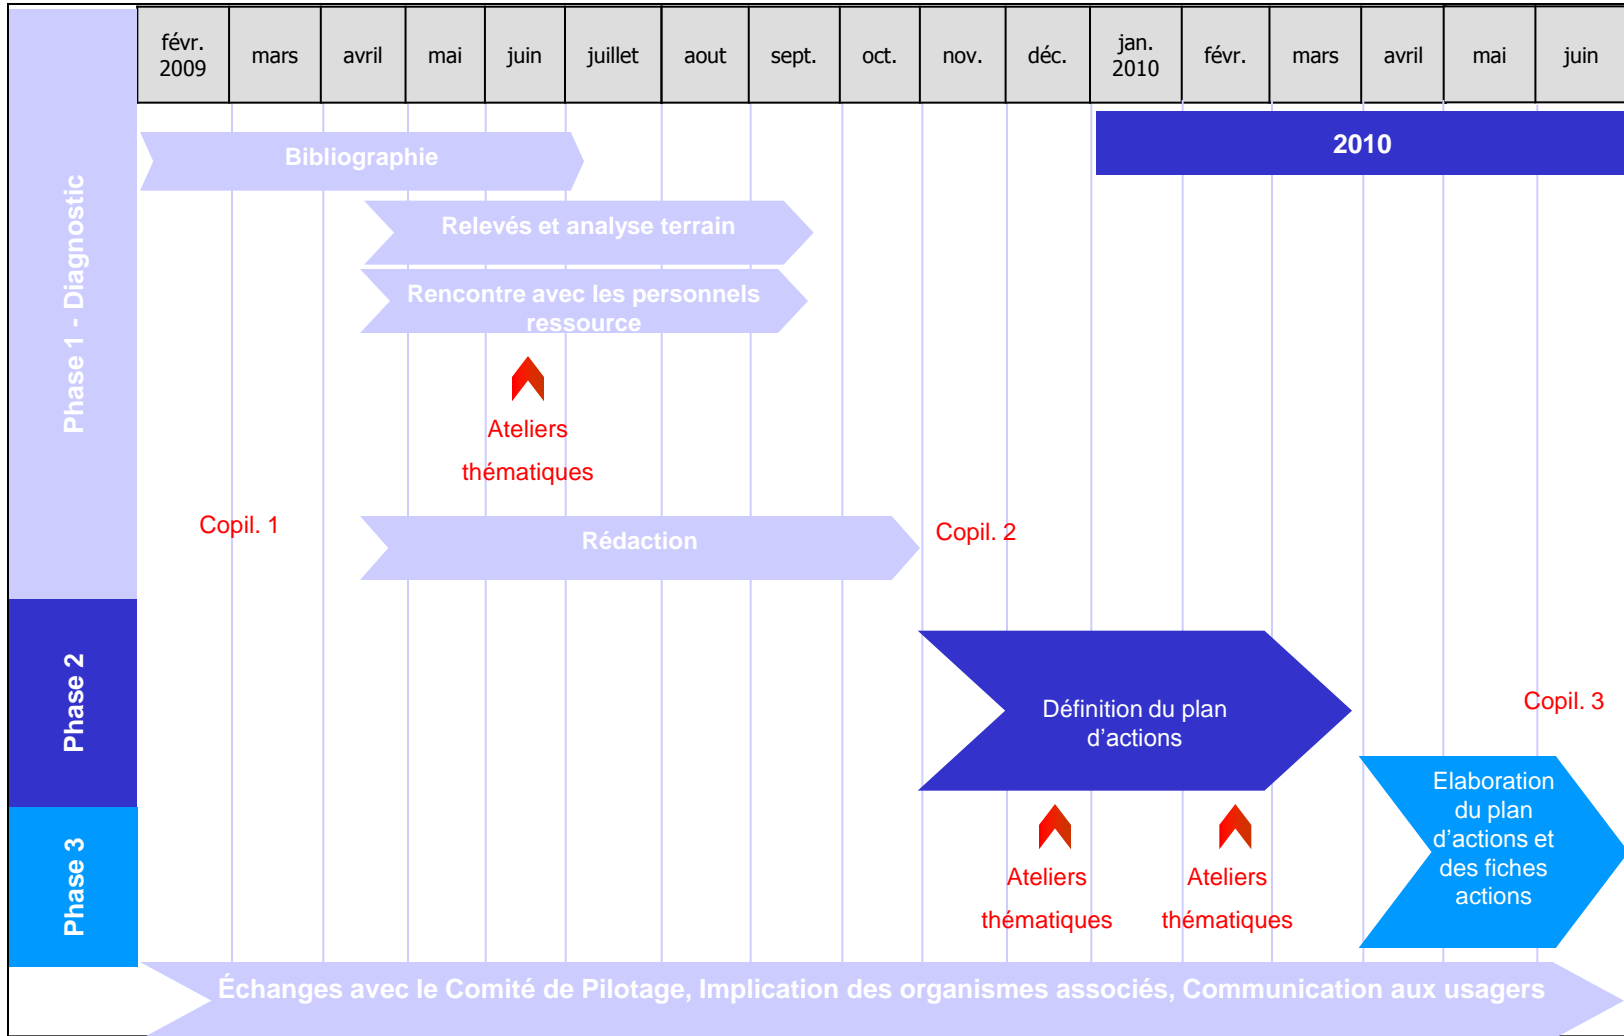 févr.
2009
mars
avril
mai
juin
juillet
aout
sept.
oct.
nov.
déc.
jan.
2010
févr.
mars
avril
mai
juin
2010
Phase 1 - Diagnostic
Bibliographie
Relevés et analyse terrain
Rencontre avec les personnels
ressource
Ateliers
thématiques
Copil. 1
Rédaction
Copil. 2
Phase 2
Définition du plan
d’actions
Copil. 3
Phase 3
Ateliers
thématiques
Ateliers
thématiques
Elaboration
du plan
d’actions et
des fiches
actions
Échanges avec le Comité de Pilotage, Implication des organismes associés, Communication aux usagers